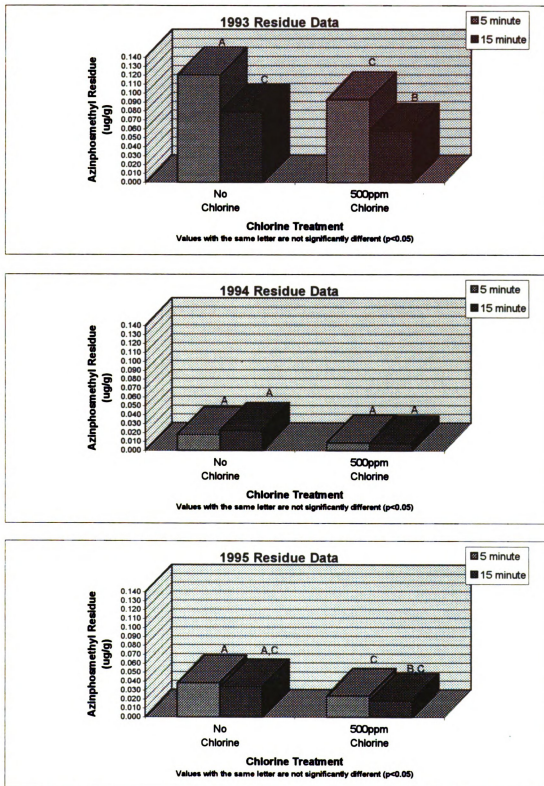 1993 Residue Data
5 minute
15 minute
Azinphosmethyl Residue
(ug/g)
0.140
0.130
0.120
0.110
0.100
0.090
0.080
0.070
0.060
0.050
0.040
0.030
0.020
0.010
0.000
A
C
C
B
No
Chlorine
500ppm
Chlorine
Chlorine Treatment
Values with the same letter are not significantly different (p<0.05)
1994 Residue Data
5 minute
15 minute
Azinphosmethyl Residue
(ug/g)
0.140
0.130
0.120
0.110
0.100
0.090
0.080
0.070
0.060
0.050
0.040
0.030
0.020
0.010
0.000
A
A
A
A
No
Chlorine
500ppm
Chlorine
Chlorine Treatment
Values with the same letter are not significantly different (p<0.05)
1995 Residue Data
5 minute
15 minute
Azinphosmethyl Residue
(ug/g)
0.140
0.130
0.120
0.110
0.100
0.090
0.080
0.070
0.060
0.050
0.040
0.030
0.020
0.010
0.000
A
A,C
C
B,C
No
Chlorine
500ppm
Chlorine
Chlorine Treatment
Values with the same letter are not significantly different (p<0.05)